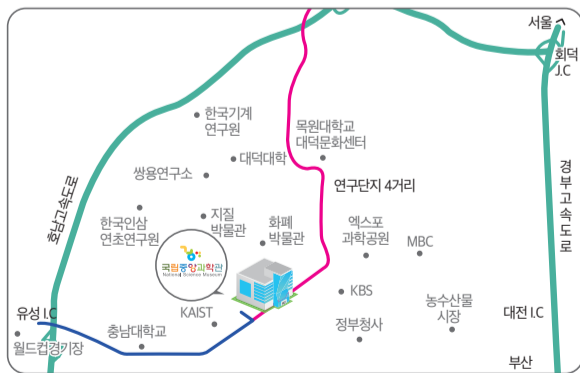 서울
회덕
J.C
한국기계
연구원
목원대학교
대덕문화센터
대덕대학
쌍용연구소
연구단지 4거리
경부고속도로
호남고속도로
한국인삼
연초연구원
지질
박물관
화폐
박물관
엑스포
과학공원
MBC
국립중앙과학관
National Science Museum
KBS
유성 I.C
KAIST
농수산물
시장
대전 I.C
충남대학교
정부청사
월드컵경기장
부산